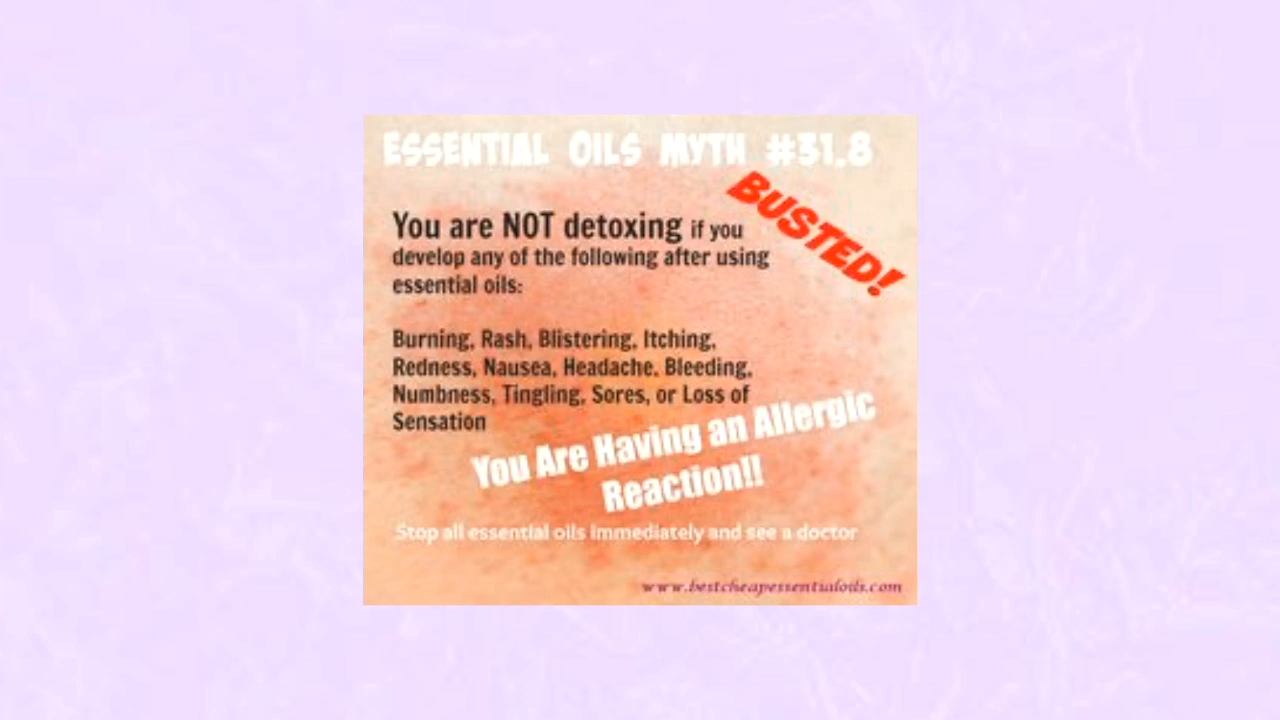 ESSENTIAL OILS MYTH #31.8
BUSTED!
You are NOT detoxing if you
develop any of the following after using
essential oils:
Burning, Rash, Blistering, Itching,
Redness, Nausea, Headache, Bleeding,
Numbness, Tingling, Sores, or Loss of
Sensation
You Are Having an Allergic
Reaction!!
Stop all essential oils immediately and see a doctor
www.bestcheapessentialoils.com